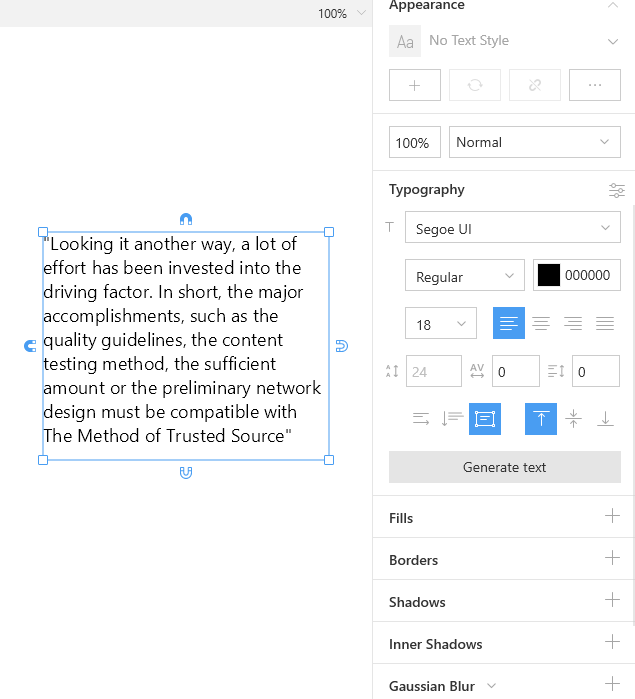 100%
Appearance
Aa No Text Style
100% Normal
Typography
T Segoe UI
Regular 000000
18
A A 24 AV 0 0
Generate text
Fills
Borders
Shadows
Inner Shadows
Gaussian Blur
"Looking it another way, a lot of
effort has been invested into the
driving factor. In short, the major
accomplishments, such as the
quality guidelines, the content
testing method, the sufficient
amount or the preliminary network
design must be compatible with
The Method of Trusted Source"